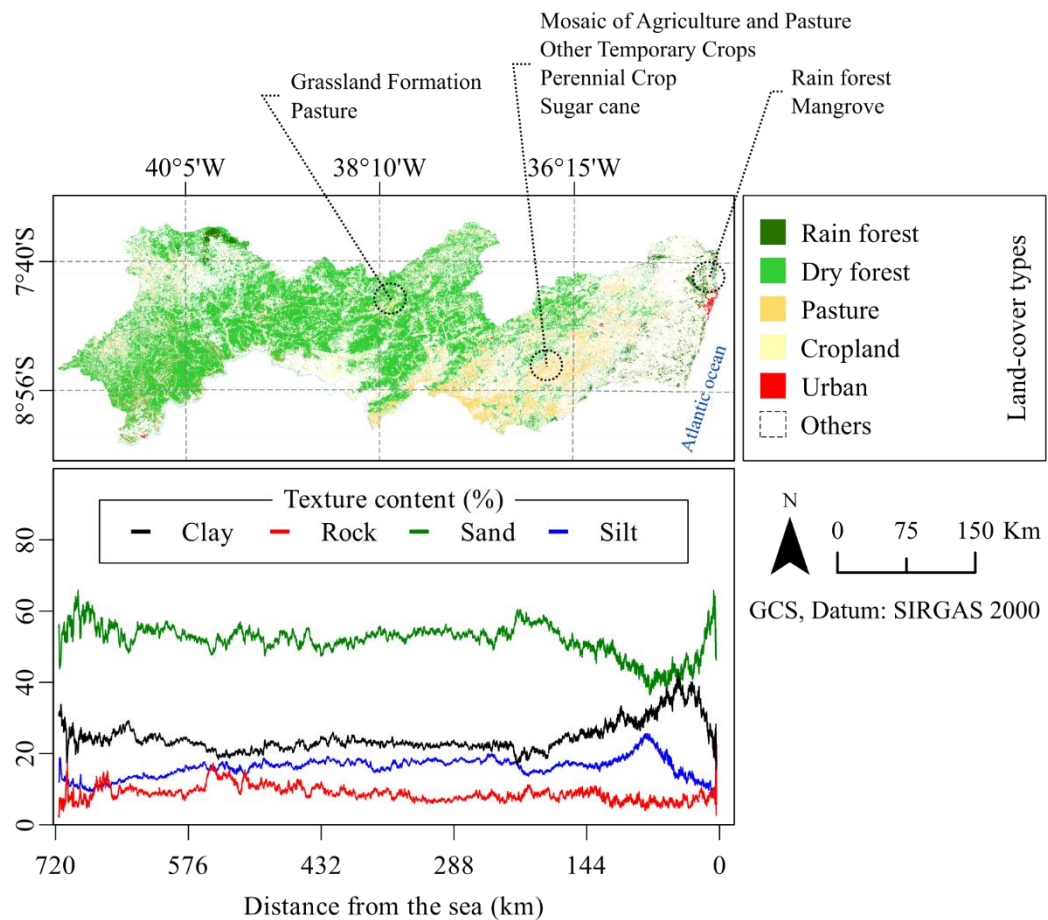 Mosaic of Agriculture and Pasture
Other Temporary Crops
Perennial Crop
Sugar cane
Grassland Formation
Pasture
Rain forest
Mangrove
40°5'W
38°10'W
36°15'W
7°40'S
8°56'S
Atlantic ocean
Rain forest
Dry forest
Pasture
Cropland
Urban
Others
Land-cover types
Texture content (%)
Clay
Rock
Sand
Silt
80
60
40
20
0
720
576
432
288
144
0
Distance from the sea (km)
N
0 75 150 Km
GCS, Datum: SIRGAS 2000